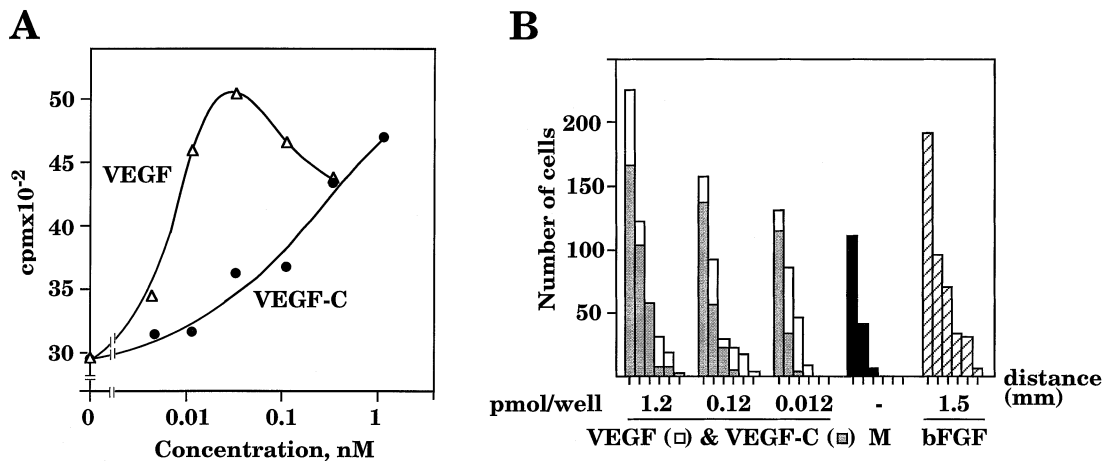 A
B
50
45
40
35
30
cpmx10-2
VEGF
VEGF-C
0
0.01
0.1
1
Concentration, nM
200
150
100
50
Number of cells
distance
(mm)
pmol/well
1.2
0.12
0.012
-
1.5
VEGF (□) & VEGF-C (▩) M bFGF